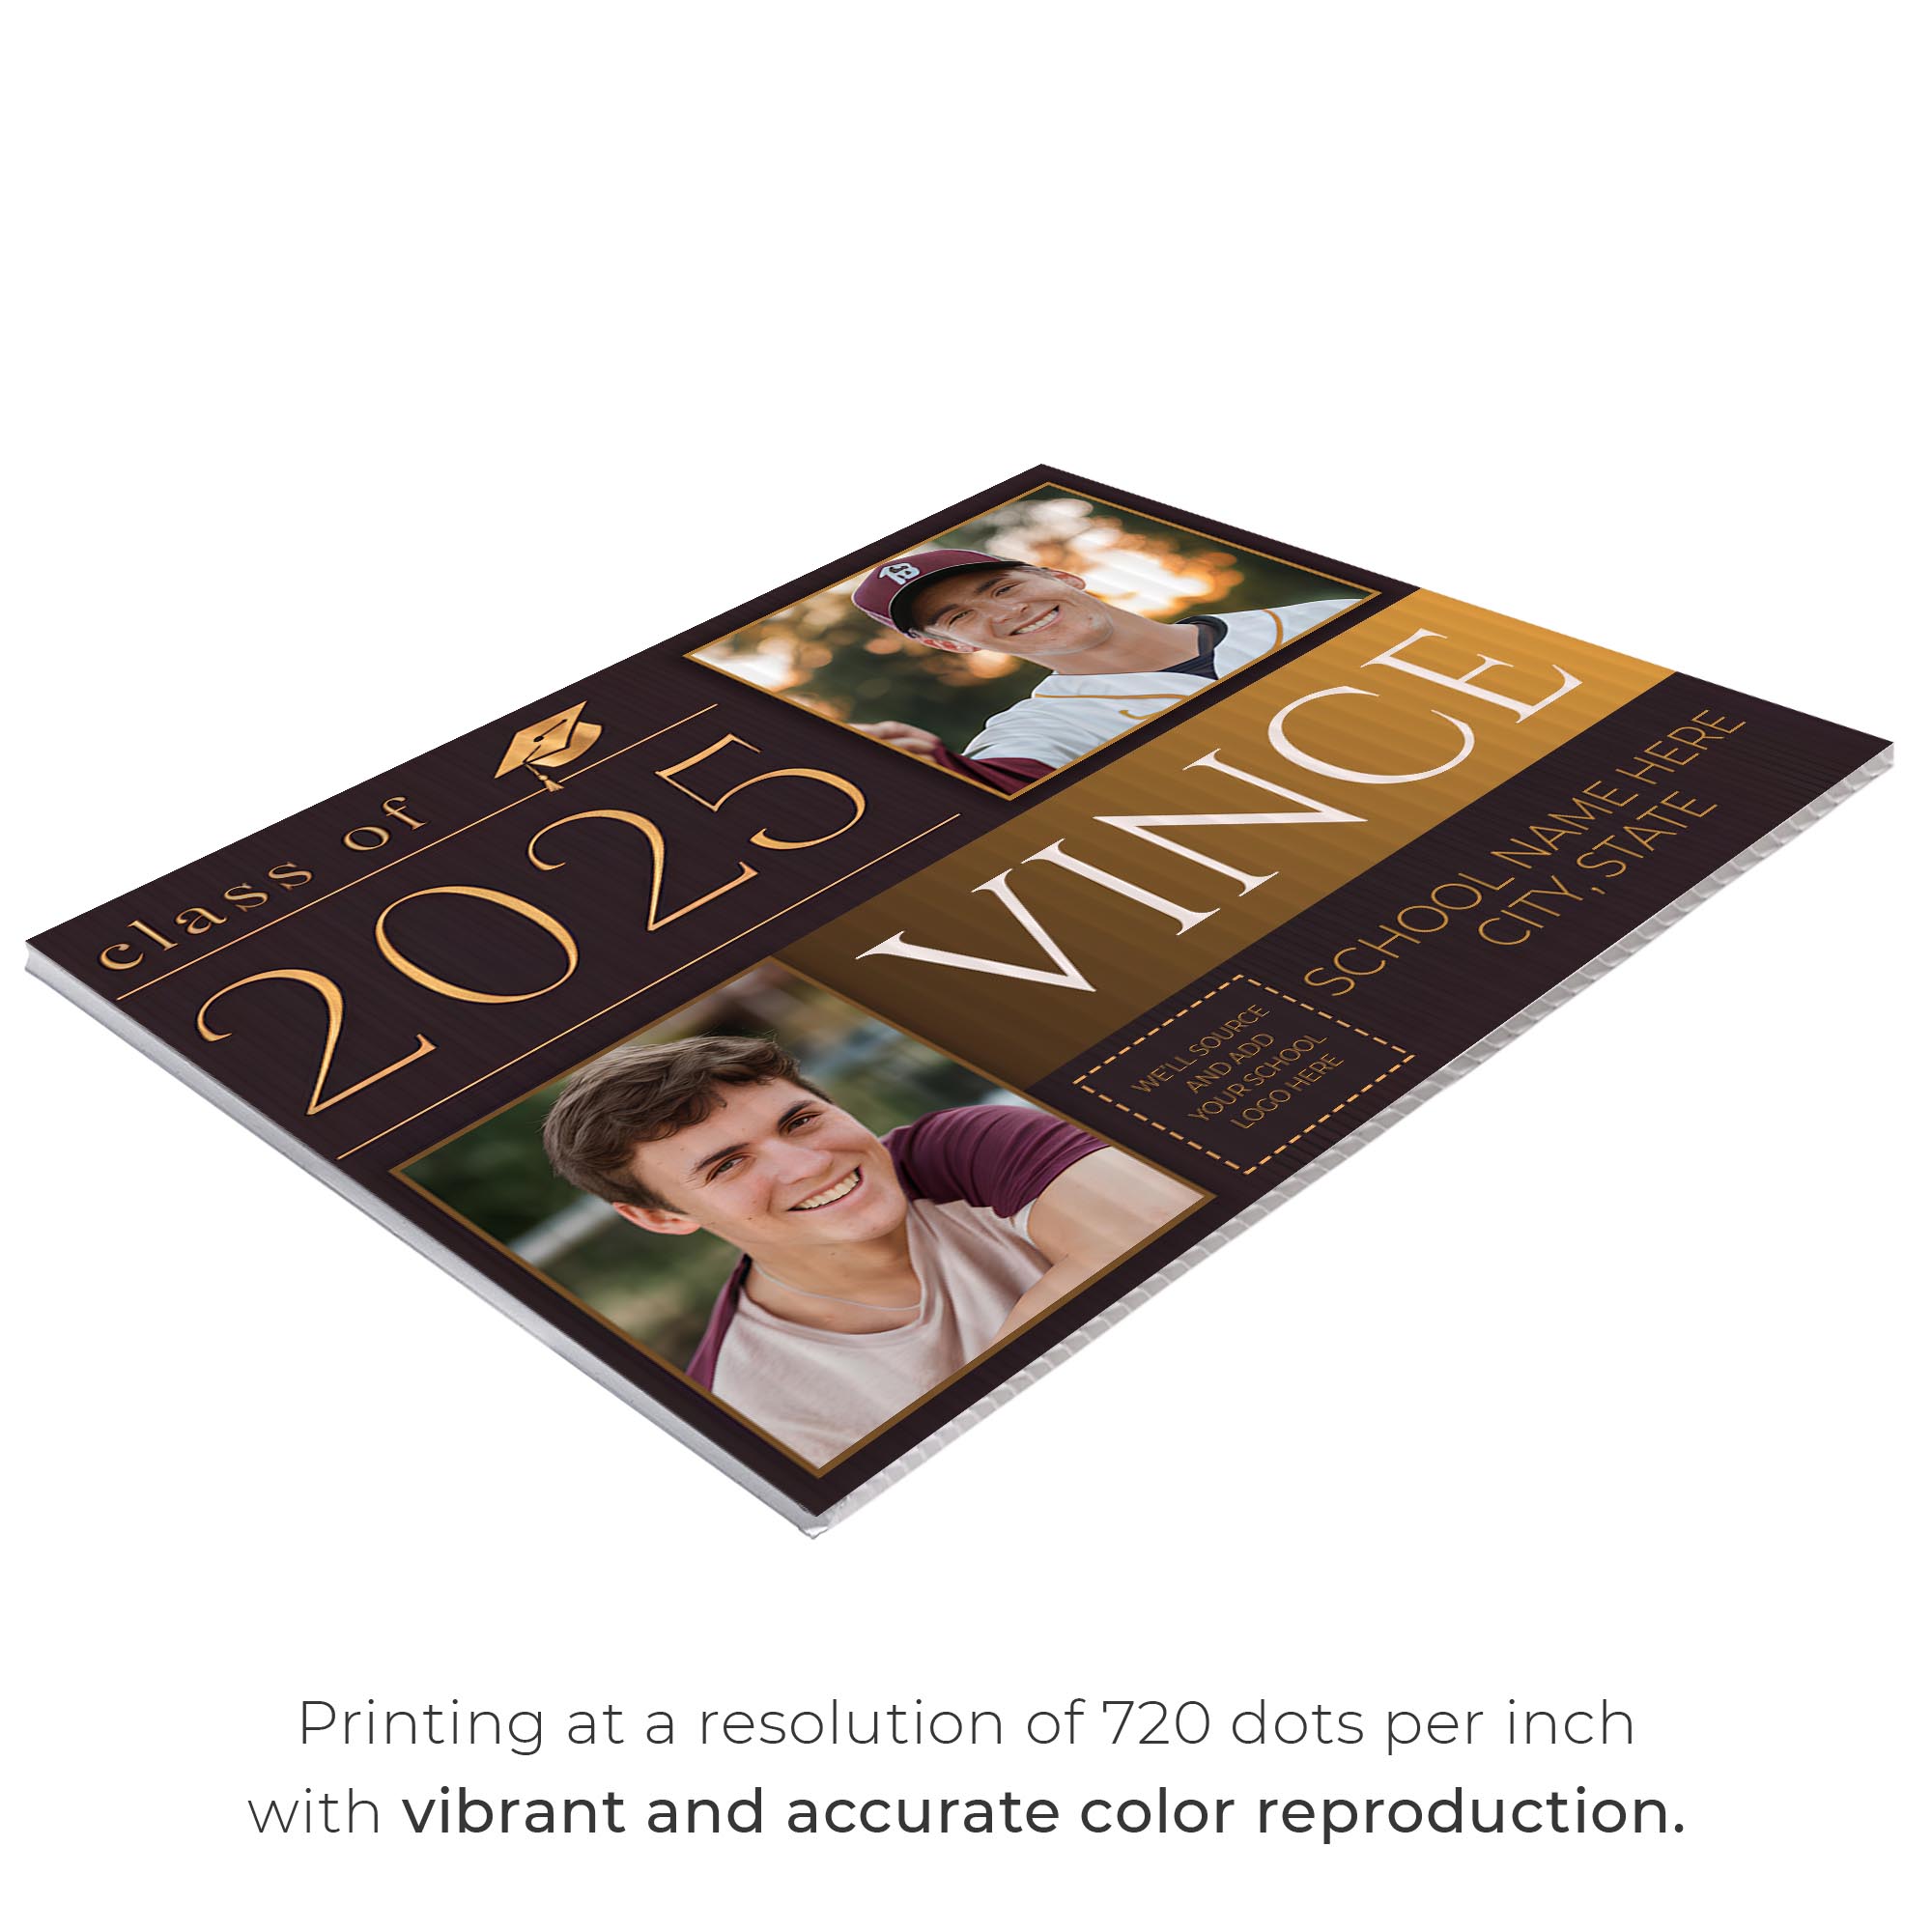 class of
2025
B
VINCE
SCHOOL NAME HERE
CITY, STATE
WE'LL SOURCE
AND ADD
YOUR SCHOOL
LOGO HERE
Printing at a resolution of 720 dots per inch
with vibrant and accurate color reproduction.